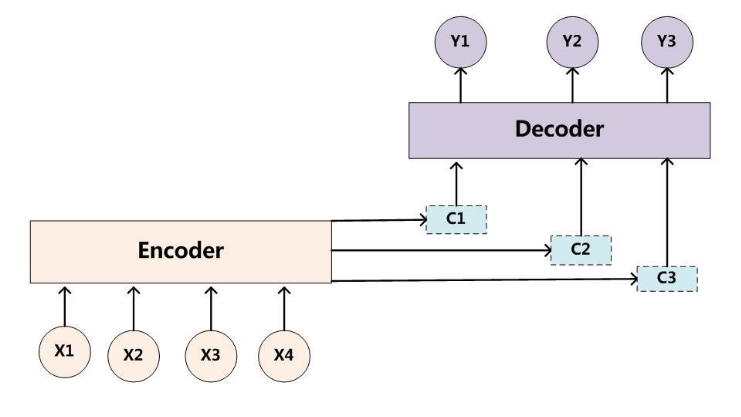 Y1 Y2 Y3
Decoder
C1
Encoder
C2
C3
X1 X2 X3 X4